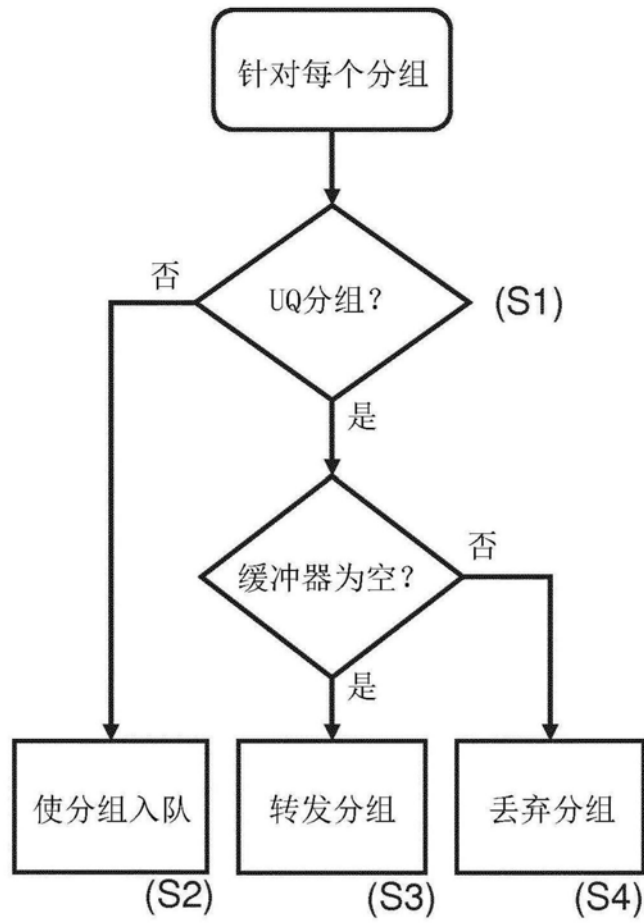 针对每个分组
否
UQ分组？
(S1)
是
缓冲器为空？
否
是
使分组入队
转发分组
丢弃分组
(S2)
(S3)
(S4)